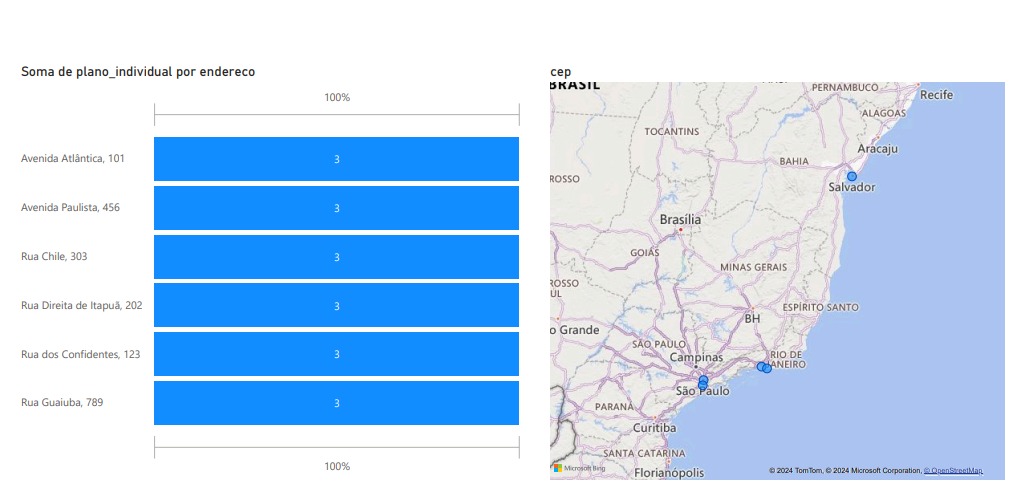 Soma de plano_individual por endereco
100%
Avenida Atlântica, 101
3
Avenida Paulista, 456
3
Rua Chile, 303
3
Rua Direita de Itapuã, 202
3
Rua dos Confidentes, 123
3
Rua Guaiuba, 789
3
100%
cep
BRASIL
PERNAMBUCO
Recife
ALAGOAS
TOCANTINS
Aracaju
BAHIA
ROSSO
Salvador
Brasília
GOIÁS
MINAS GERAIS
ROSSO
UL
ESPÍRITO SANTO
BH
o Grande
SÃO PAULO
Campinas
RIO DE
JANEIRO
São Paulo
PARANÁ
Curitiba
SANTA CATARINA
Florianópolis
Microsoft Bing
© 2024 TomTom, © 2024 Microsoft Corporation, © OpenStreetMap